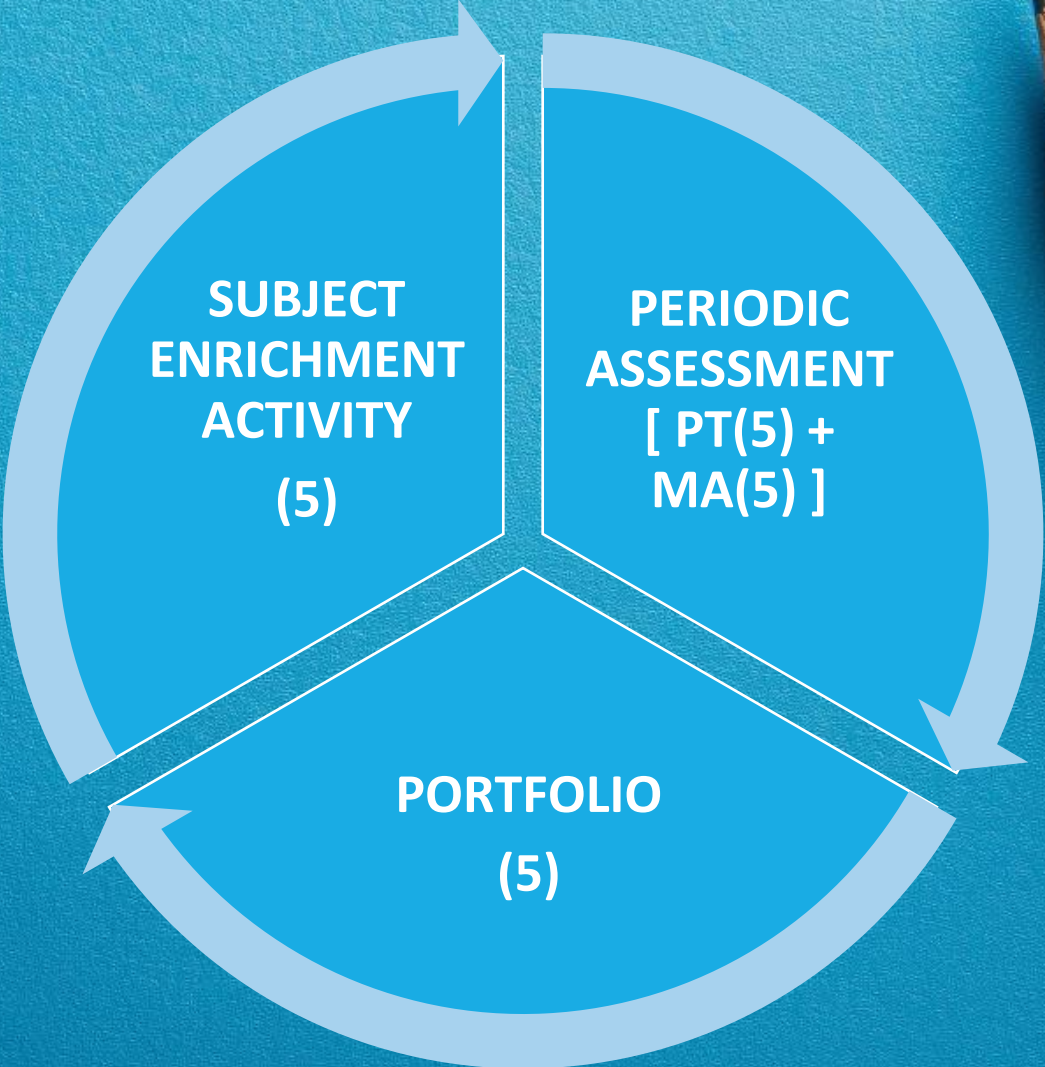 SUBJECT
ENRICHMENT
ACTIVITY
(5)
PERIODIC
ASSESSMENT
[ PT(5) +
MA(5) ]
PORTFOLIO
(5)